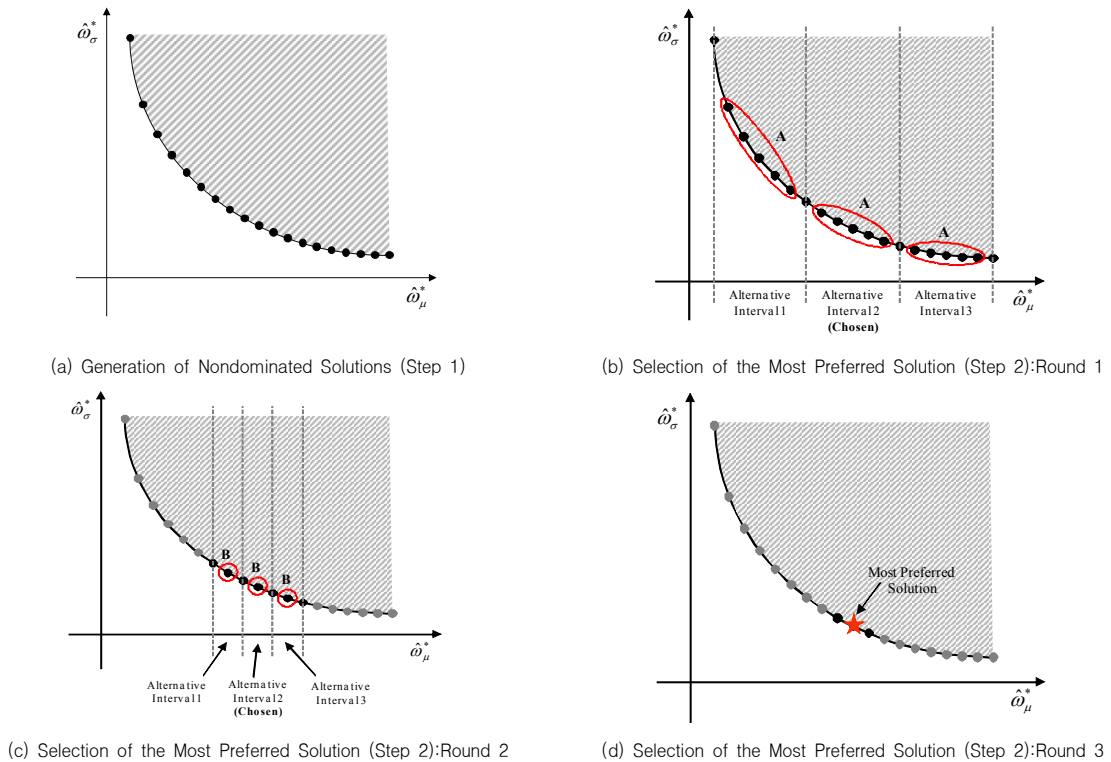 ω̂*σ
ω̂*μ
(a) Generation of Nondominated Solutions (Step 1)
ω̂*σ
A
A
A
Alternative Interval1
Alternative Interval2 (Chosen)
Alternative Interval3
ω̂*μ
(b) Selection of the Most Preferred Solution (Step 2):Round 1
ω̂*σ
B
B
B
ω̂*μ
Alternative Interval1
Alternative Interval2 (Chosen)
Alternative Interval3
(c) Selection of the Most Preferred Solution (Step 2):Round 2
ω̂*σ
Most Preferred
Solution
ω̂*μ
(d) Selection of the Most Preferred Solution (Step 2):Round 3